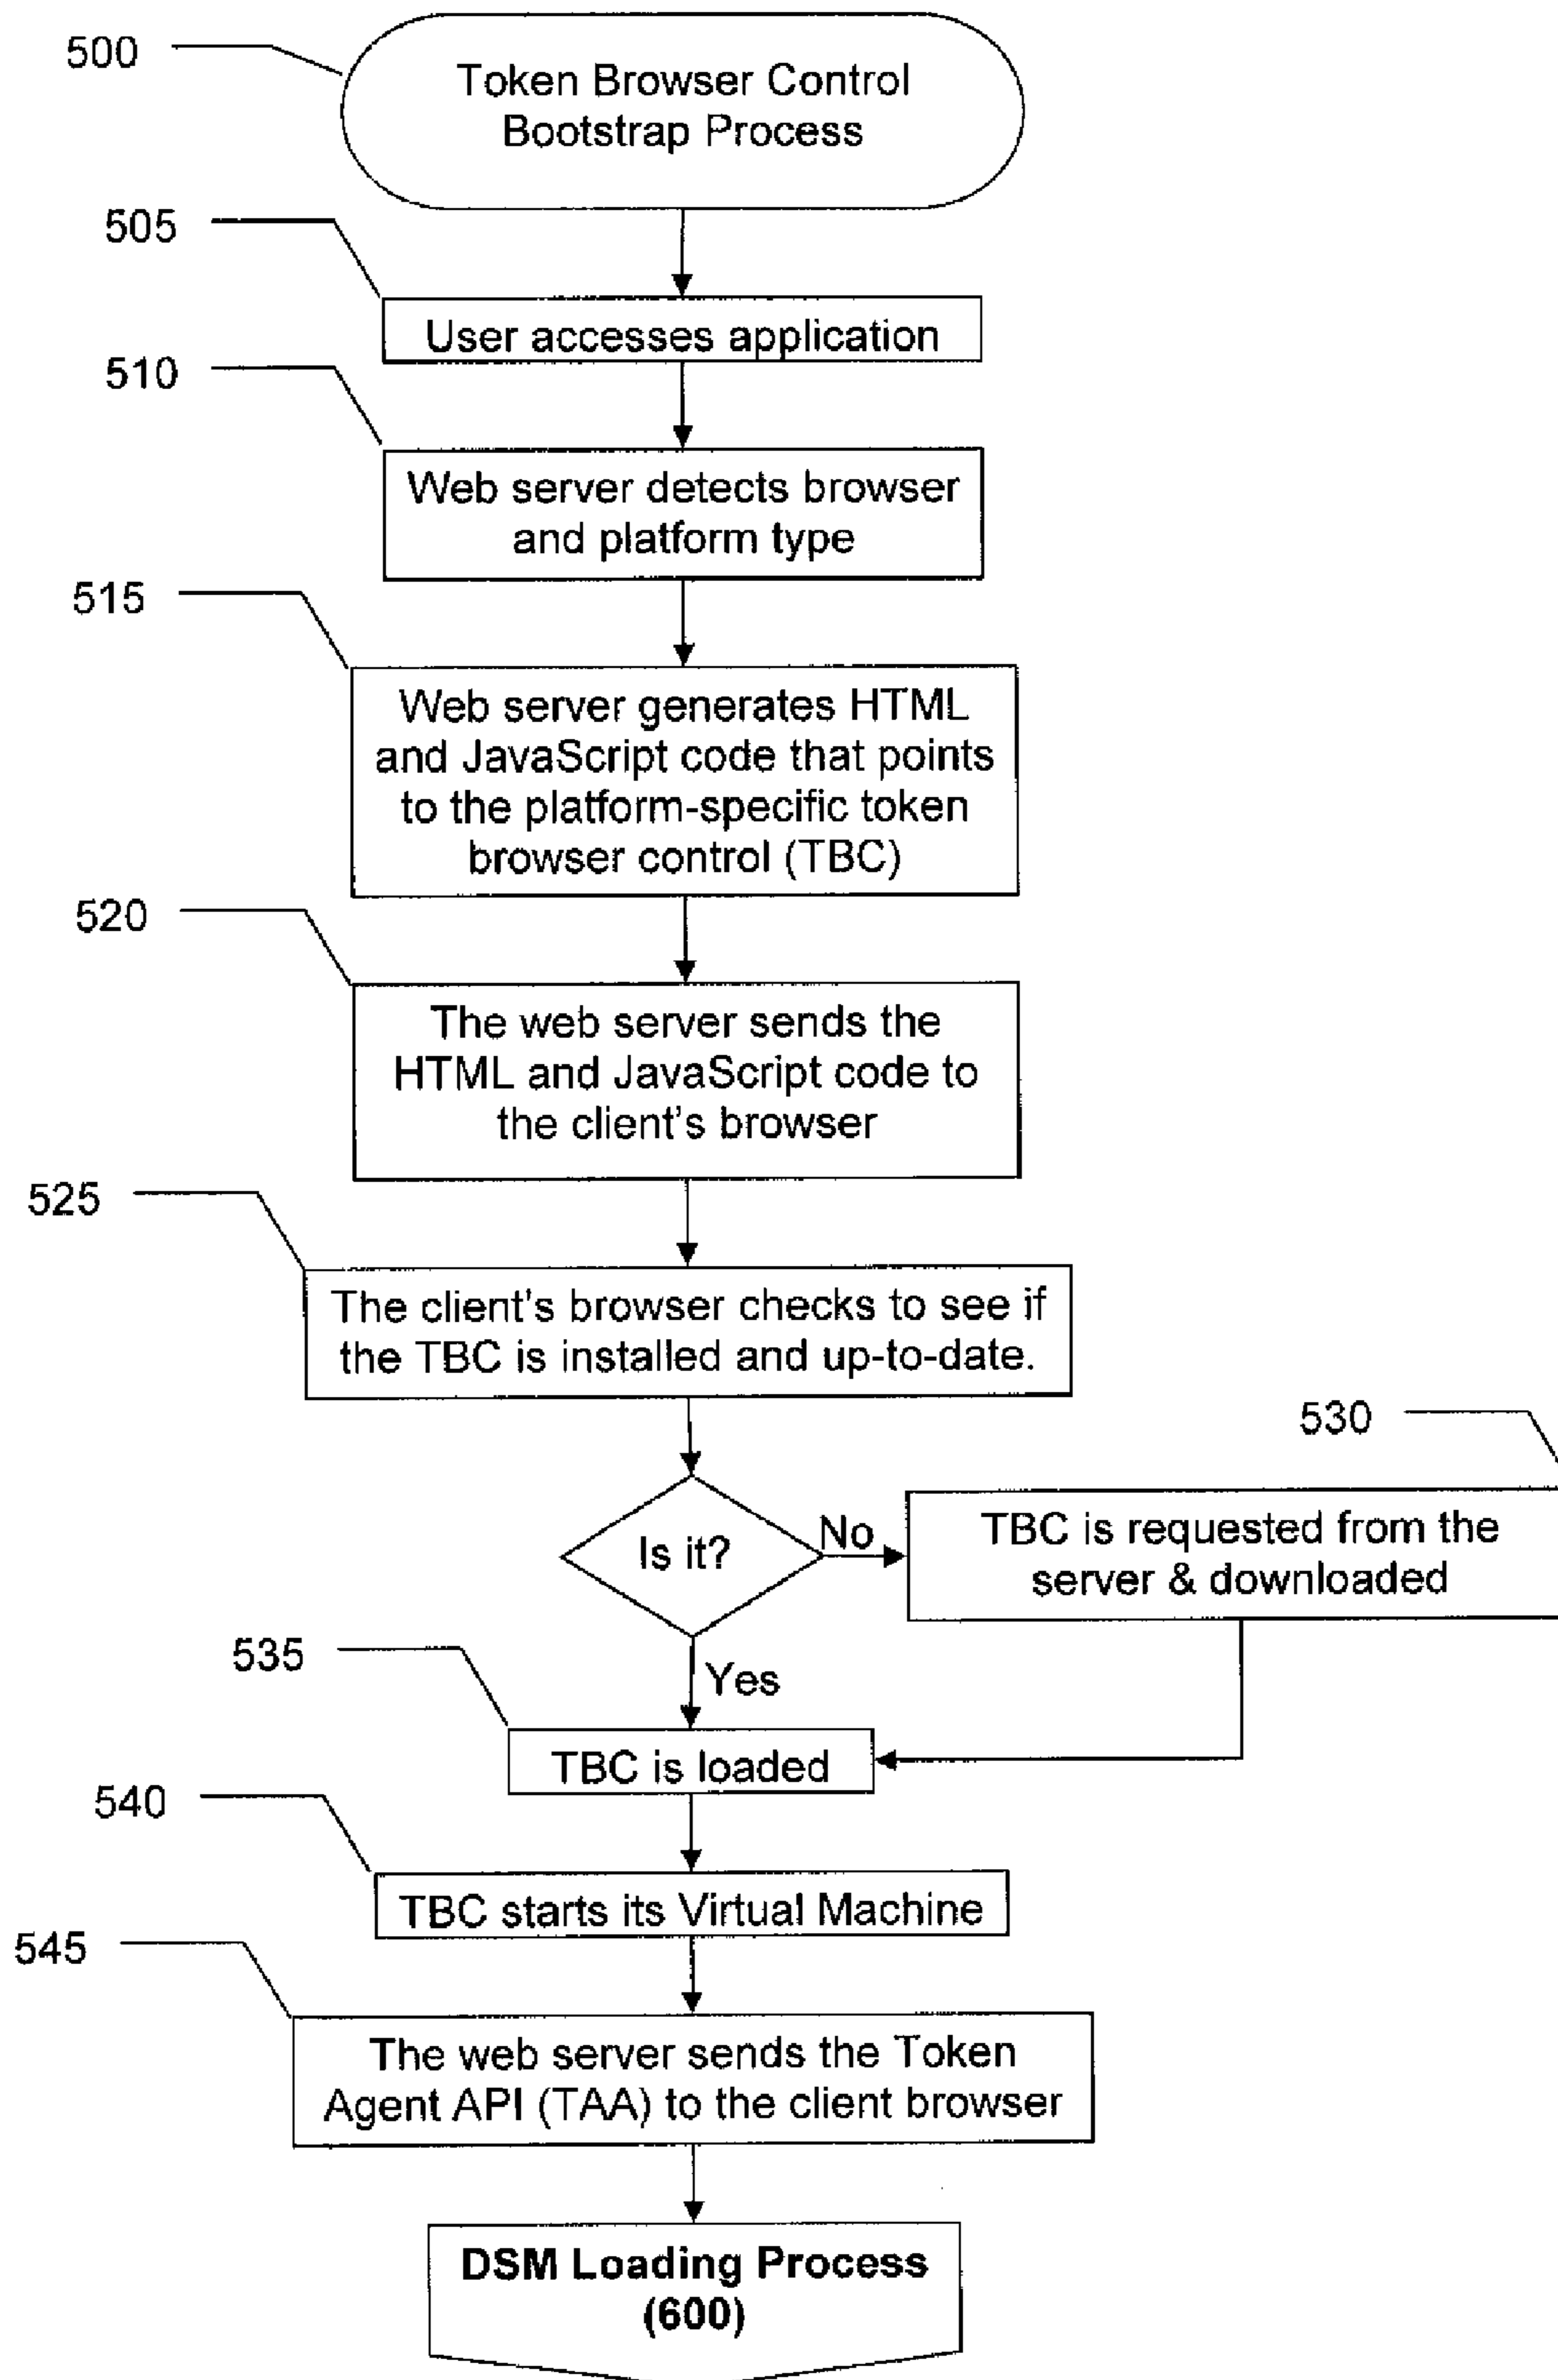 500
Token Browser Control
Bootstrap Process
505
User accesses application
510
Web server detects browser
and platform type
515
Web server generates HTML
and JavaScript code that points
to the platform-specific token
browser control (TBC)
520
The web server sends the
HTML and JavaScript code to
the client's browser
525
The client's browser checks to see if
the TBC is installed and up-to-date.
530
Is it?
No
TBC is requested from the
server & downloaded
Yes
535
TBC is loaded
540
TBC starts its Virtual Machine
545
The web server sends the Token
Agent API (TAA) to the client browser
DSM Loading Process
(600)